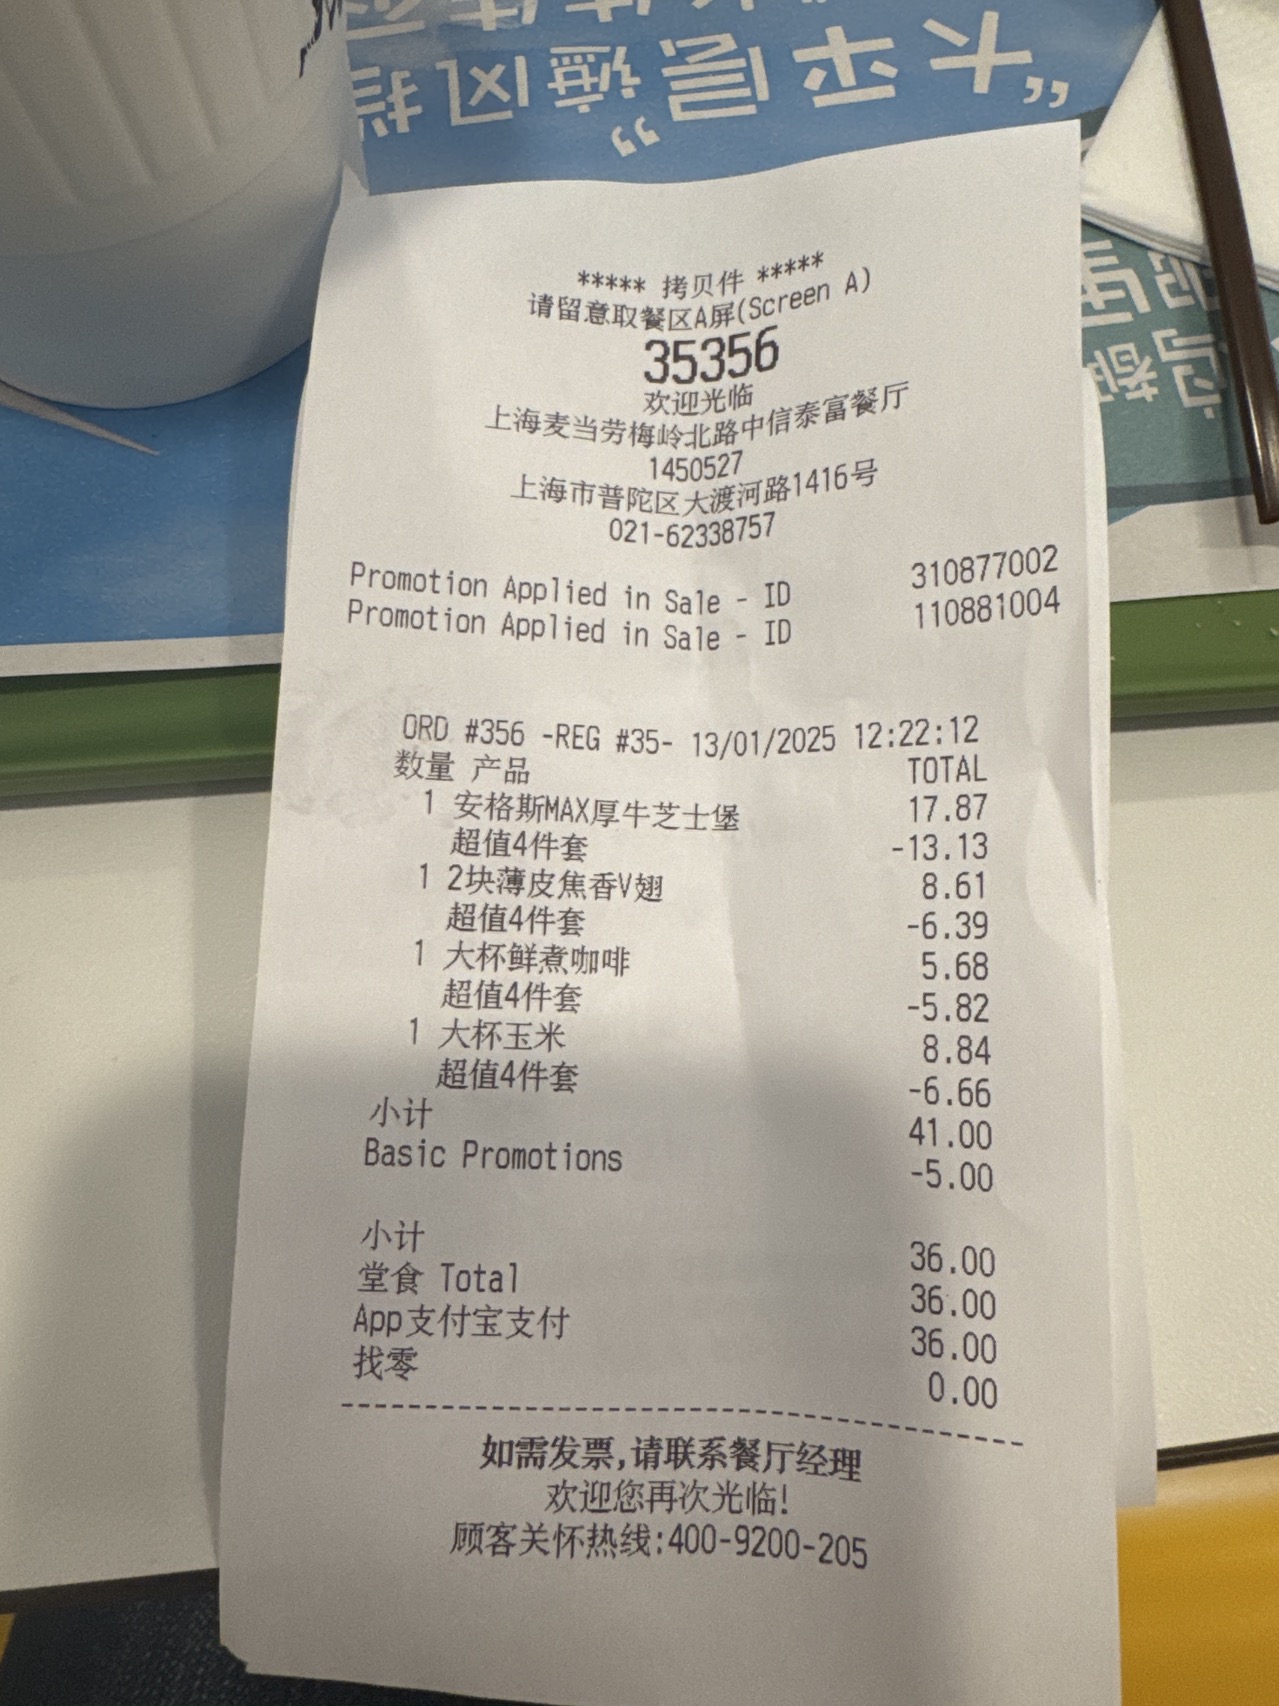 “大平层海风挡
***** 拷贝件 *****
请留意取餐区A屏(Screen A)
35356
欢迎光临
上海麦当劳梅岭北路中信泰富餐厅
1450527
上海市普陀区大渡河路1416号
021-62338757
Promotion Applied in Sale - ID 310877002
Promotion Applied in Sale - ID 110881004
ORD #356 -REG #35- 13/01/2025 12:22:12
数量 产品 TOTAL
1 安格斯MAX厚牛芝士堡 17.87
超值4件套 -13.13
1 2块薄皮焦香V翅 8.61
超值4件套 -6.39
1 大杯鲜煮咖啡 5.68
超值4件套 -5.82
1 大杯玉米 8.84
超值4件套 -6.66
小计 41.00
Basic Promotions -5.00
小计 36.00
堂食 Total 36.00
App支付宝支付 36.00
找零 0.00
如需发票,请联系餐厅经理
欢迎您再次光临!
顾客关怀热线:400-9200-205